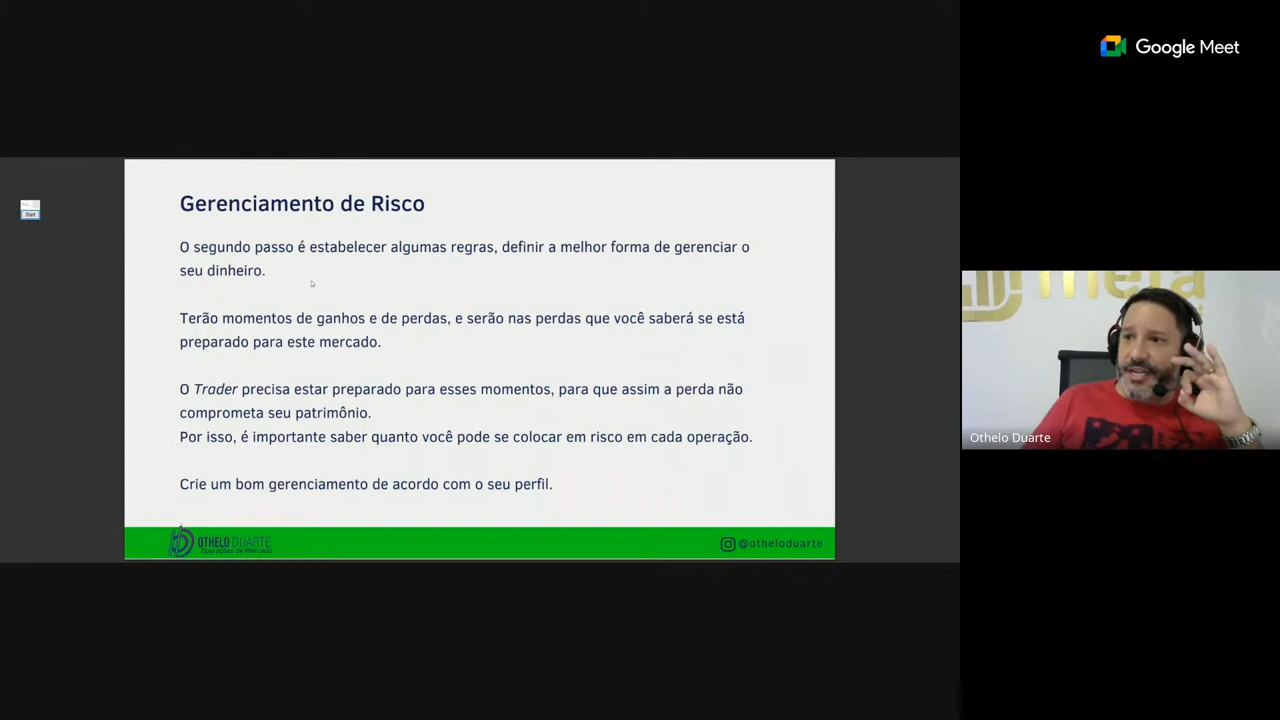 Google Meet
Gerenciamento de Risco
O segundo passo é estabelecer algumas regras, definir a melhor forma de gerenciar o
seu dinheiro.
Terão momentos de ganhos e de perdas, e serão nas perdas que você saberá se está
preparado para este mercado.
O Trader precisa estar preparado para esses momentos, para que assim a perda não
comprometa seu patrimônio.
Por isso, é importante saber quanto você pode se colocar em risco em cada operação.
Crie um bom gerenciamento de acordo com o seu perfil.
OTHELO DUARTE
Operações de Mercado
@otheloduarte
Start
meta
Othelo Duarte